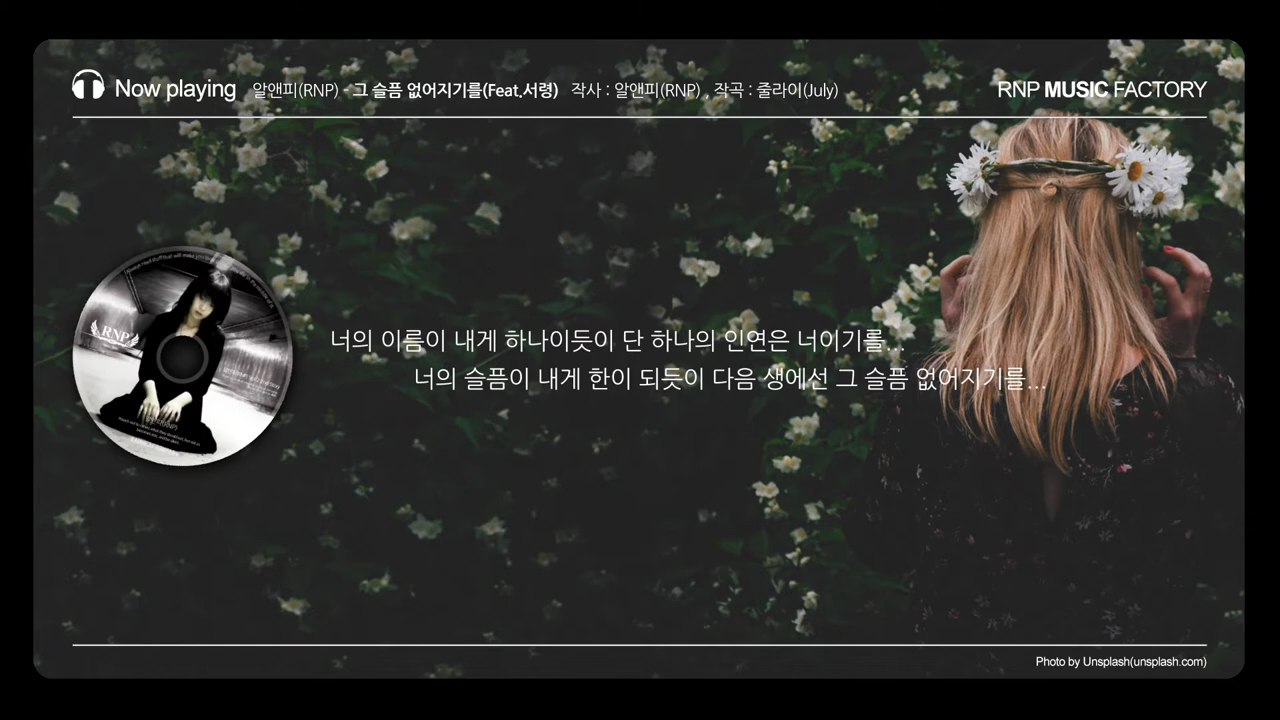 Now playing 알앤피(RNP) - 그 슬픔 없어지기를(Feat.서령) 작사 : 알앤피(RNP) , 작곡 : 줄라이(July)
RNP MUSIC FACTORY
RNP
너의 이름이 내게 하나이듯이 단 하나의 인연은 너이기를...
너의 슬픔이 내게 한이 되듯이 다음 생에선 그 슬픔 없어지기를...
Photo by Unsplash(unsplash.com)